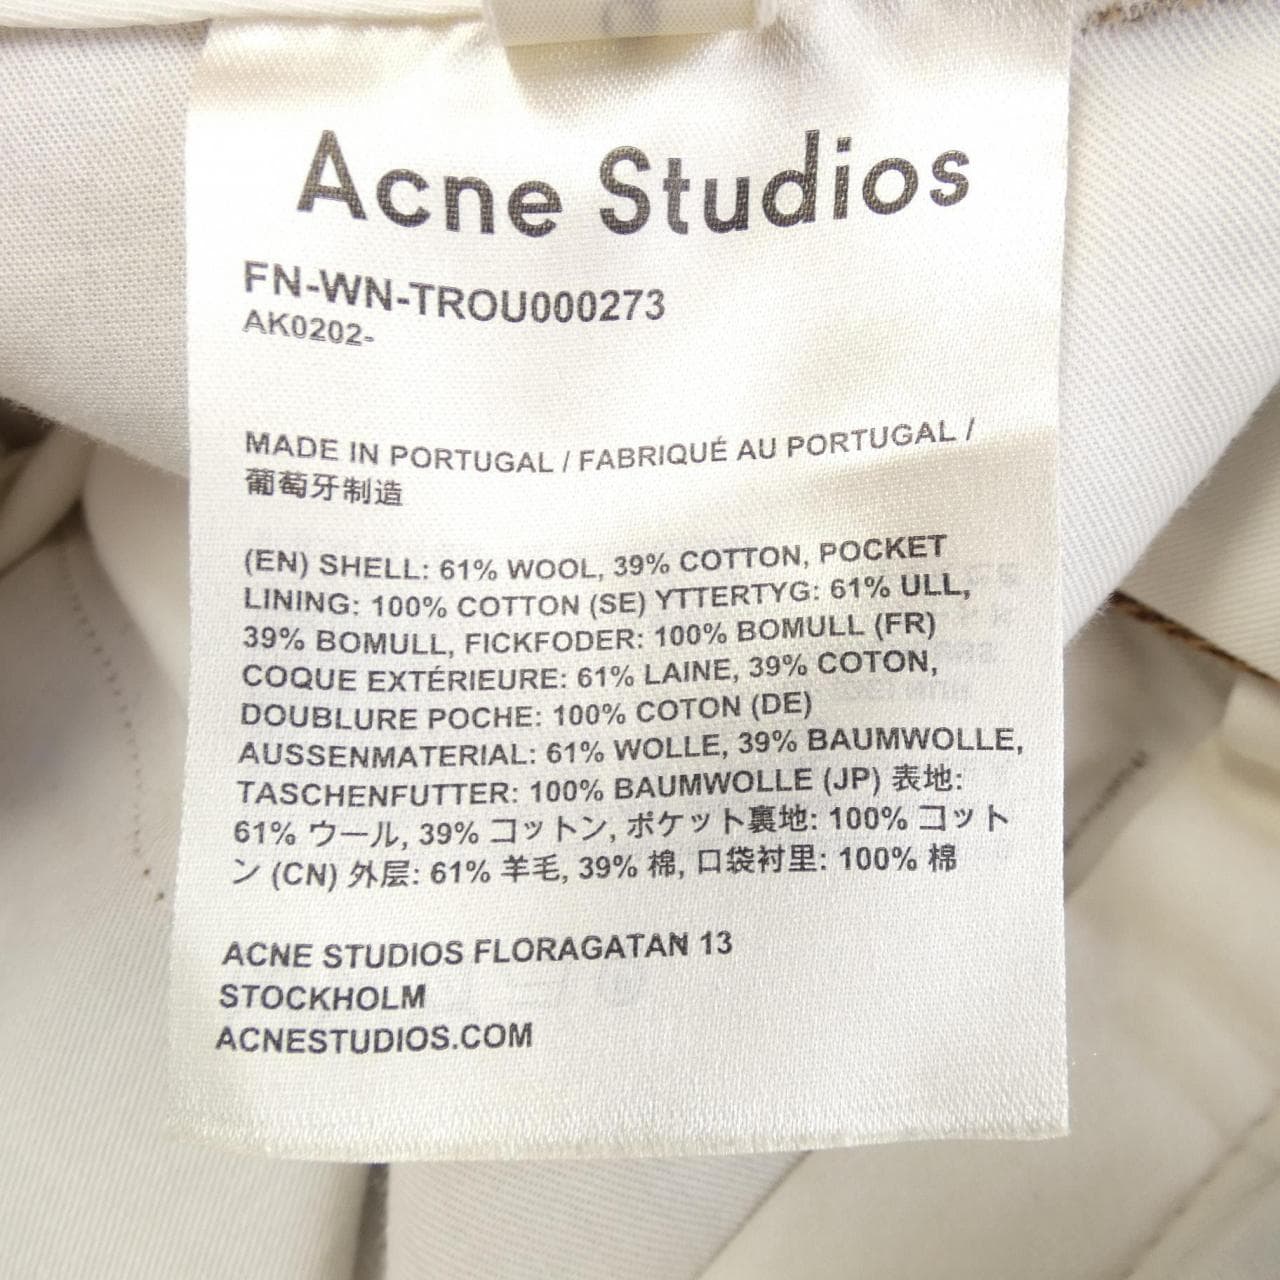 Acne Studios
FN-WN-TROU000273
AK0202-
MADE IN PORTUGAL / FABRIQUÉ AU PORTUGAL /
葡萄牙制造
(EN) SHELL: 61% WOOL, 39% COTTON, POCKET
LINING: 100% COTTON (SE) YTTERTYG: 61% ULL,
39% BOMULL, FICKFODER: 100% BOMULL (FR)
COQUE EXTÉRIEURE: 61% LAINE, 39% COTON,
DOUBLURE POCHE: 100% COTON (DE)
AUSSENMATERIAL: 61% WOLLE, 39% BAUMWOLLE,
TASCHENFUTTER: 100% BAUMWOLLE (JP) 表地:
61% ウール, 39% コットン, ポケット裏地: 100% コット
ン (CN) 外层: 61% 羊毛, 39% 棉, 口袋衬里: 100% 棉
ACNE STUDIOS FLORAGATAN 13
STOCKHOLM
ACNESTUDIOS.COM